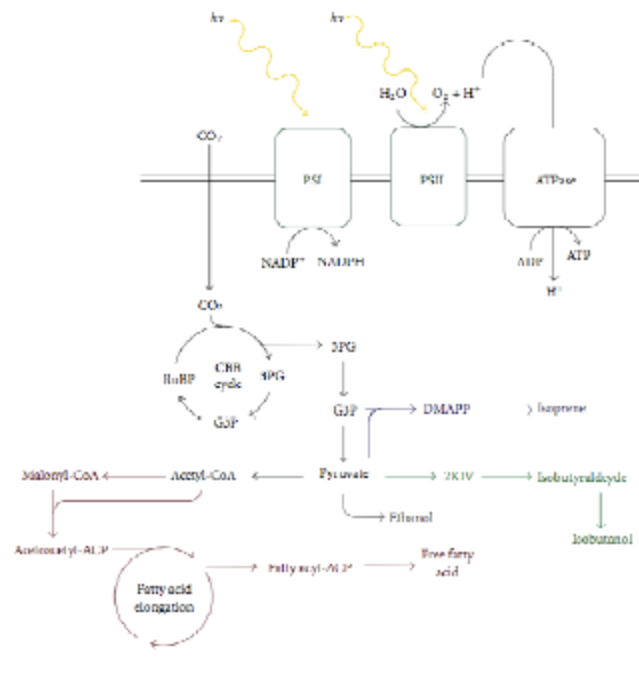 hν
hν
H₂O
O₂ + H⁺
CO₂
PSI
PSII
ATPase
NADP⁺
NADPH
ADP
ATP
H⁺
CO₂
3PG
RuBP
CBB
cycle
3PG
G3P
G3P
DMAPP
Isoprene
Malonyl-CoA
Acetyl-CoA
Pyruvate
2KIV
Isobutyraldeyde
Ethanol
Isobutanol
Acetoacetyl-ACP
Fatty acyl-ACP
Free fatty
acid
Fatty acid
elongation